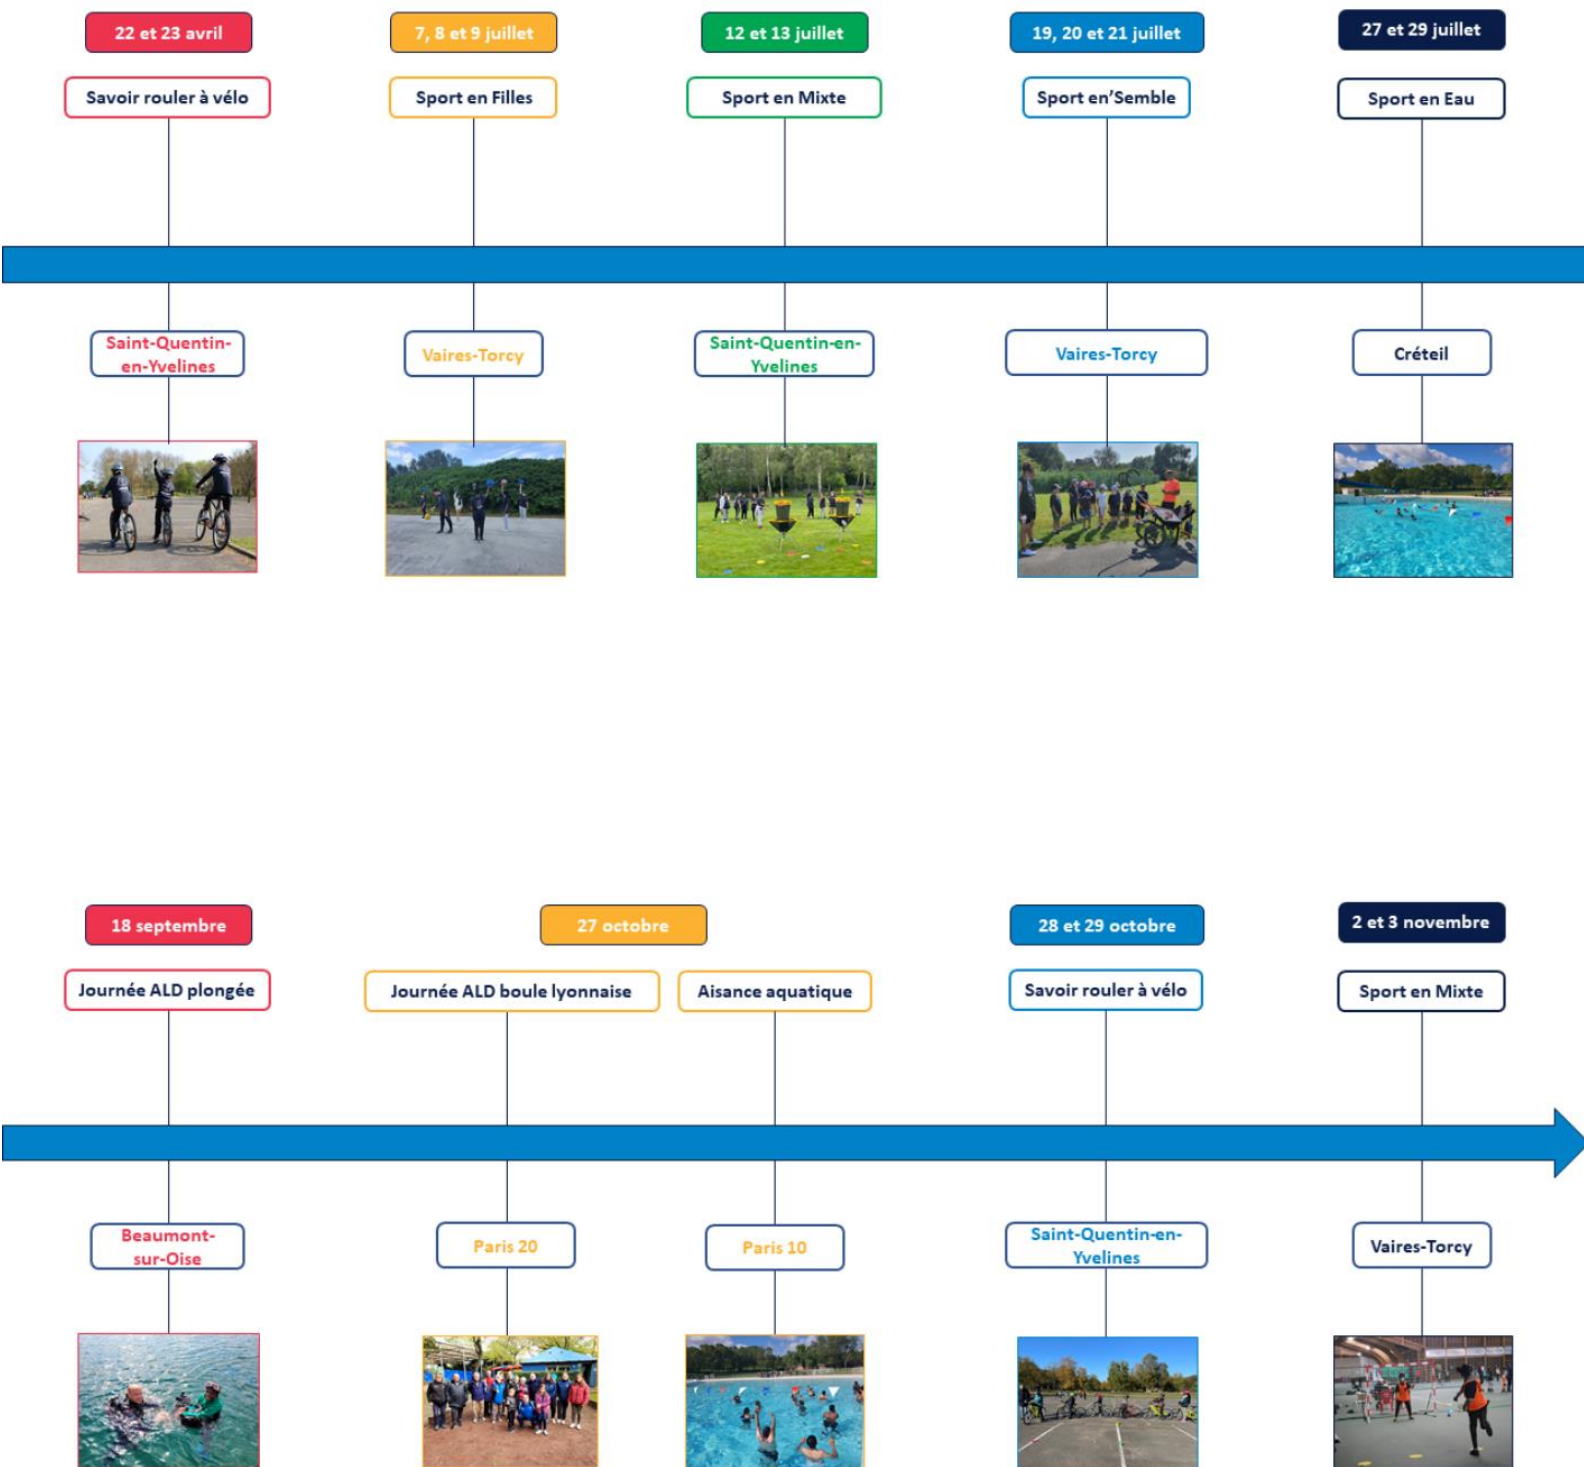 22 et 23 avril
7, 8 et 9 juillet
12 et 13 juillet
19, 20 et 21 juillet
27 et 29 juillet
Savoir rouler à vélo
Sport en Filles
Sport en Mixte
Sport en'Semble
Sport en Eau
Saint-Quentin-
en-Yvelines
Vaires-Torcy
Saint-Quentin-en-
Yvelines
Vaires-Torcy
Créteil
18 septembre
27 octobre
28 et 29 octobre
2 et 3 novembre
Journée ALD plongée
Journée ALD boule lyonnaise
Aisance aquatique
Savoir rouler à vélo
Sport en Mixte
Beaumont-
sur-Oise
Paris 20
Paris 10
Saint-Quentin-en-
Yvelines
Vaires-Torcy